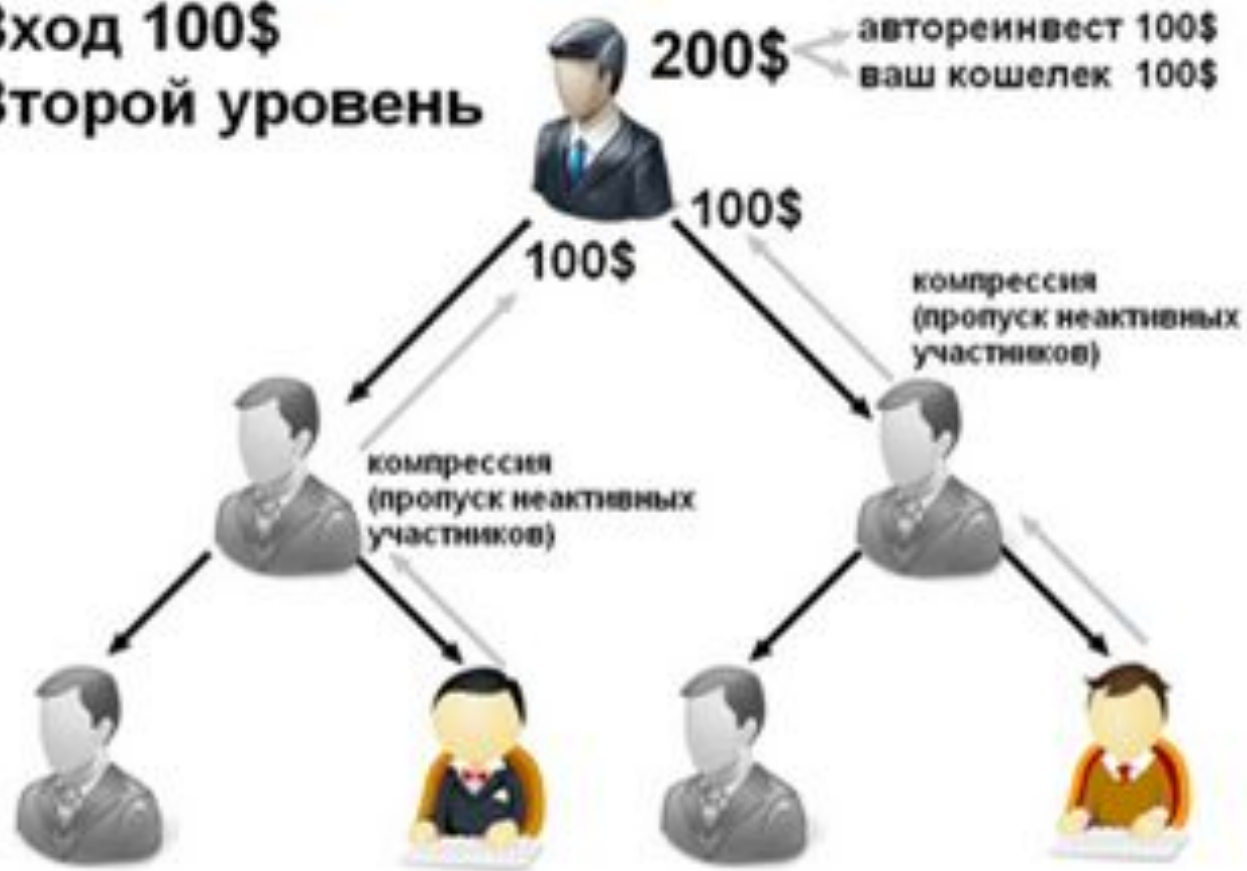 Вход 100$
Второй уровень
200$
автореинвест 100$
ваш кошелек 100$
100$
100$
компрессия
(пропуск неактивных
участников)
компрессия
(пропуск неактивных
участников)